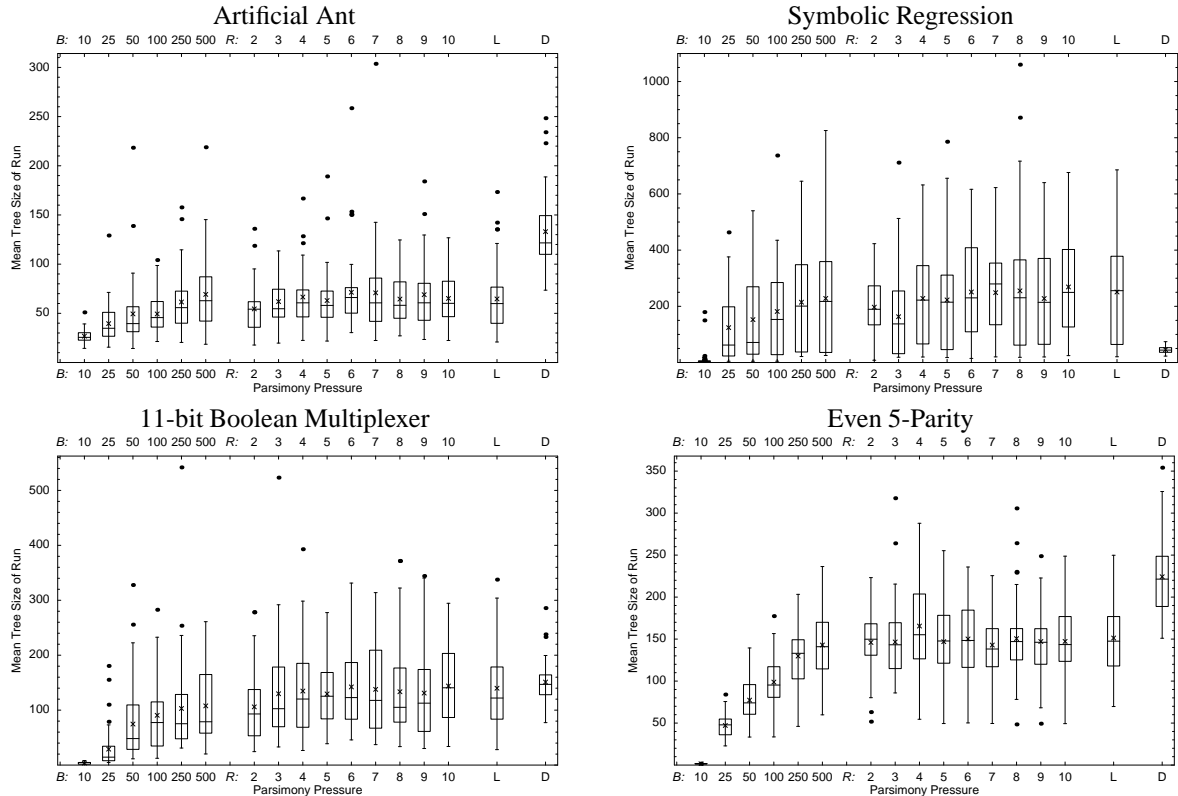 Artificial Ant
B: 10 25 50 100 250 500 R: 2 3 4 5 6 7 8 9 10 L D
300
250
200
150
100
50
Mean Tree Size of Run
B: 10 25 50 100 250 500 R: 2 3 4 5 6 7 8 9 10 L D
Parsimony Pressure
Symbolic Regression
B: 10 25 50 100 250 500 R: 2 3 4 5 6 7 8 9 10 L D
1000
800
600
400
200
Mean Tree Size of Run
B: 10 25 50 100 250 500 R: 2 3 4 5 6 7 8 9 10 L D
Parsimony Pressure
11-bit Boolean Multiplexer
B: 10 25 50 100 250 500 R: 2 3 4 5 6 7 8 9 10 L D
500
400
300
200
100
Mean Tree Size of Run
B: 10 25 50 100 250 500 R: 2 3 4 5 6 7 8 9 10 L D
Parsimony Pressure
Even 5-Parity
B: 10 25 50 100 250 500 R: 2 3 4 5 6 7 8 9 10 L D
350
300
250
200
150
100
50
Mean Tree Size of Run
B: 10 25 50 100 250 500 R: 2 3 4 5 6 7 8 9 10 L D
Parsimony Pressure